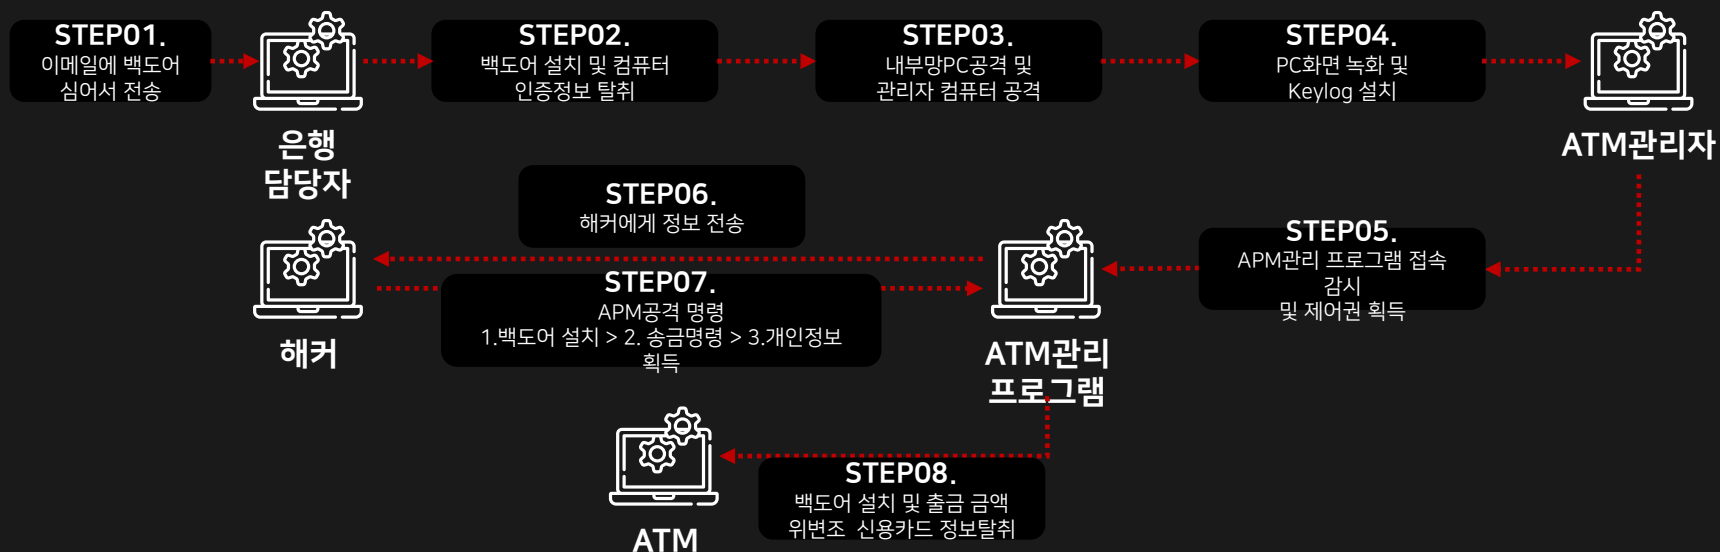 STEP01.
이메일에 백도어
심어서 전송
은행
담당자
STEP02.
백도어 설치 및 컴퓨터
인증정보 탈취
STEP03.
내부망PC공격 및
관리자 컴퓨터 공격
STEP04.
PC화면 녹화 및
Keylog 설치
ATM관리자
STEP05.
APM관리 프로그램 접속
감시
및 제어권 획득
ATM관리
프로그램
STEP06.
해커에게 정보 전송
해커
STEP07.
APM공격 명령
1.백도어 설치 > 2. 송금명령 > 3.개인정보
획득
STEP08.
백도어 설치 및 출금 금액
위변조 신용카드 정보탈취
ATM